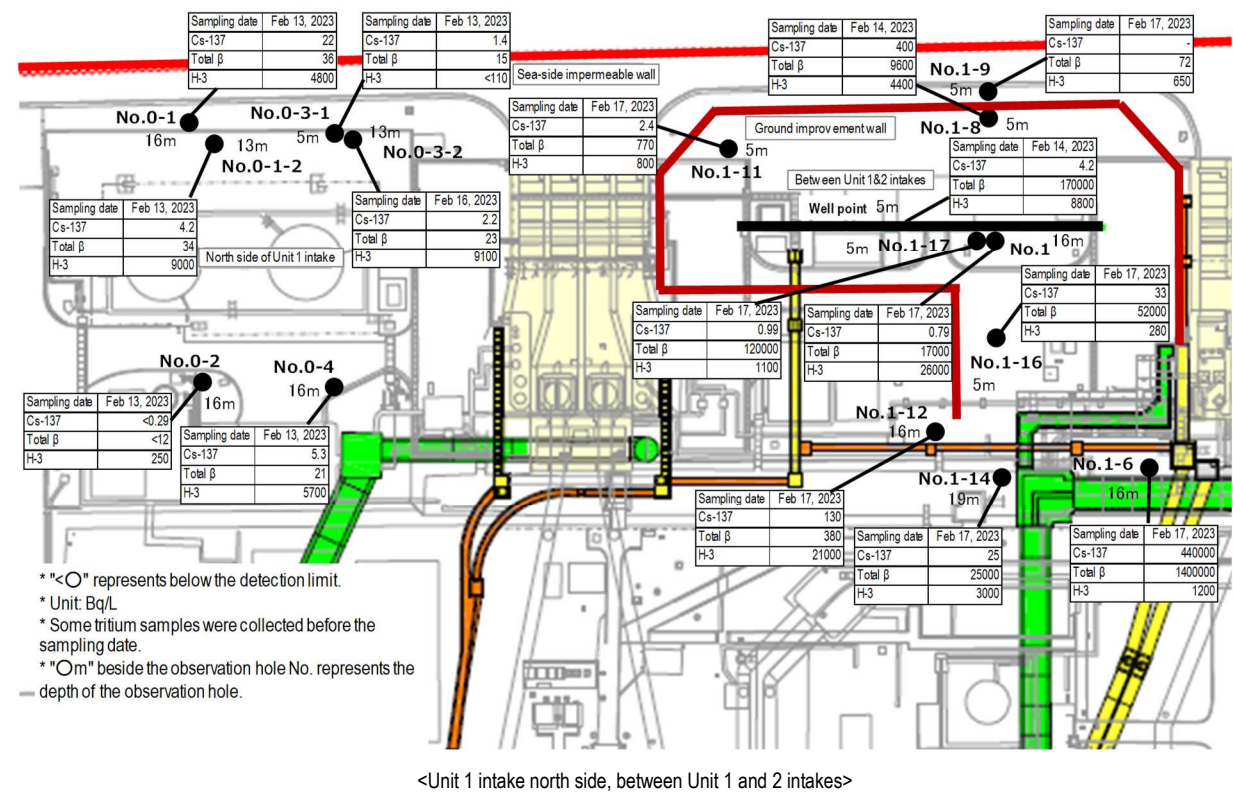 Sampling date Feb 13, 2023
Cs-137 22
Total β 36
H-3 4800
Sampling date Feb 13, 2023
Cs-137 1.4
Total β 15
H-3 <110
Sea-side impermeable wall
Sampling date Feb 14, 2023
Cs-137 400
Total β 9600
H-3 4400
Sampling date Feb 17, 2023
Cs-137 -
Total β 72
H-3 650
No.0-1
16m
No.0-3-1
5m
13m
No.0-3-2
13m
No.0-1-2
Sampling date Feb 17, 2023
Cs-137 2.4
Total β 770
H-3 800
5m
No.1-11
Ground improvement wall
No.1-9
5m
No.1-8
5m
Sampling date Feb 14, 2023
Cs-137 4.2
Total β 170000
H-3 8800
Between Unit 1&2 intakes
Well point 5m
Sampling date Feb 13, 2023
Cs-137 4.2
Total β 34
H-3 9000
North side of Unit 1 intake
Sampling date Feb 16, 2023
Cs-137 2.2
Total β 23
H-3 9100
5m
No.1-17
No.1
16m
Sampling date Feb 17, 2023
Cs-137 33
Total β 52000
H-3 280
Sampling date Feb 17, 2023
Cs-137 0.99
Total β 120000
H-3 1100
Sampling date Feb 17, 2023
Cs-137 0.79
Total β 17000
H-3 26000
No.1-16
5m
No.0-2
16m
No.0-4
16m
Sampling date Feb 13, 2023
Cs-137 <0.29
Total β <12
H-3 250
Sampling date Feb 13, 2023
Cs-137 5.3
Total β 21
H-3 5700
No.1-12
16m
No.1-14
19m
No.1-6
16m
Sampling date Feb 17, 2023
Cs-137 130
Total β 380
H-3 21000
Sampling date Feb 17, 2023
Cs-137 25
Total β 25000
H-3 3000
Sampling date Feb 17, 2023
Cs-137 440000
Total β 1400000
H-3 1200
* "<〇" represents below the detection limit.
* Unit: Bq/L
* Some tritium samples were collected before the
sampling date.
* "〇m" beside the observation hole No. represents the
depth of the observation hole.
<Unit 1 intake north side, between Unit 1 and 2 intakes>